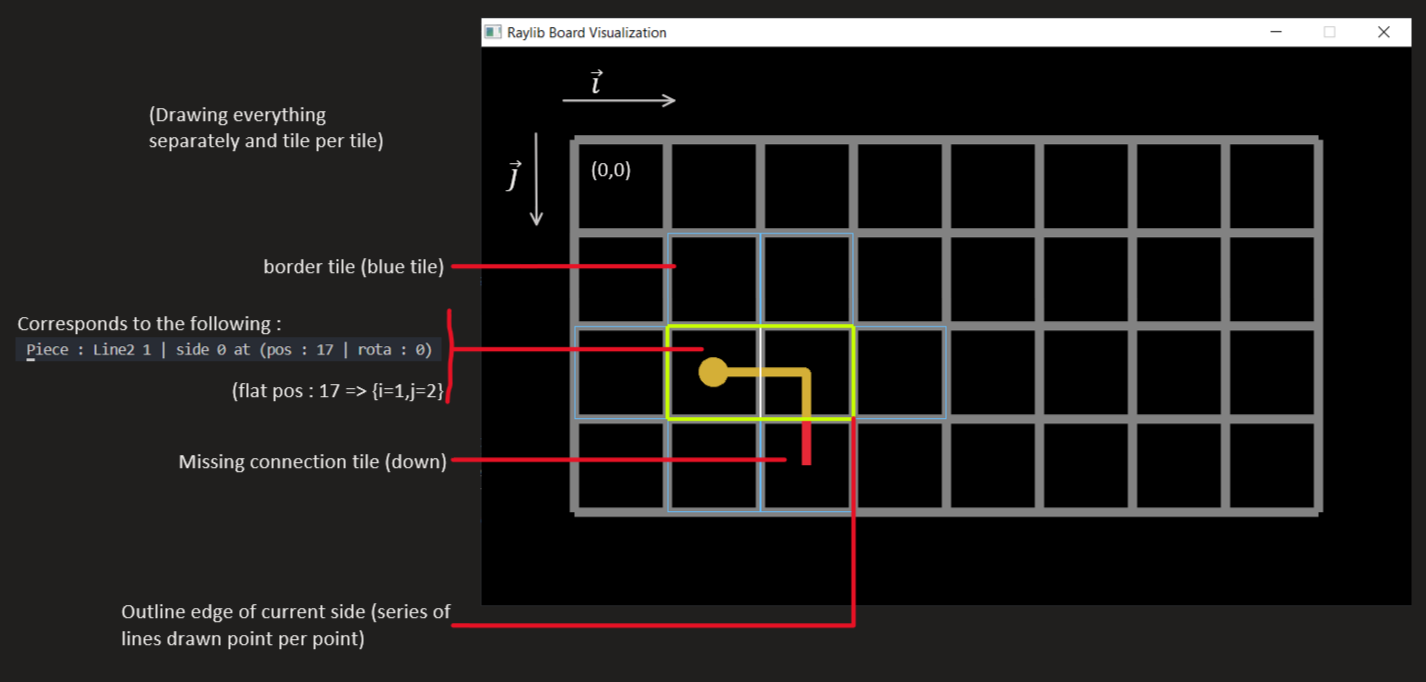 Raylib Board Visualization
i
(Drawing everything
separately and tile per tile)
j
(0,0)
border tile (blue tile)
Corresponds to the following :
Piece : Line2 1 | side 0 at (pos : 17 | rota : 0)
(flat pos : 17 => {i=1,j=2}
Missing connection tile (down)
Outline edge of current side (series of
lines drawn point per point)